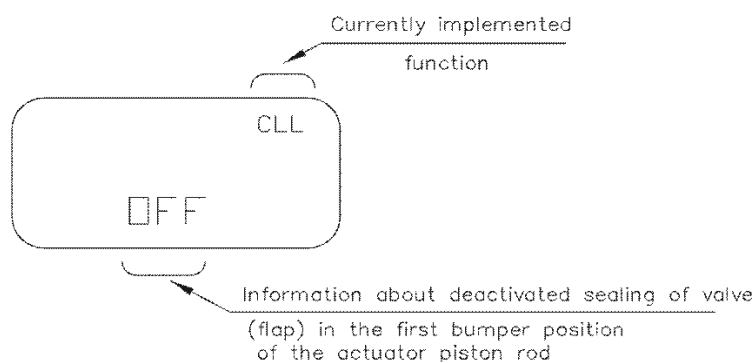 Currently implemented
function
CLL
OFF
Information about deactivated sealing of valve
(flap) in the first bumper position
of the actuator piston rod